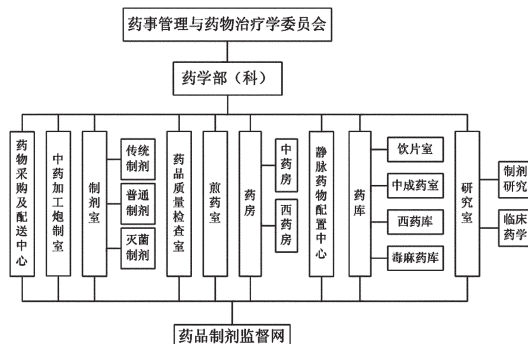 药事管理与药物治疗学委员会
药学部（科）
药物采购及配送中心
中药加工炮制室
制剂室
传统
制剂
普通
制剂
灭菌
制剂
药品质量检查室
煎药室
药房
中药房
西药房
静脉药物配置中心
药库
饮片室
中成药室
西药库
毒麻药库
研究室
制剂
研究
临床
药学
药品制剂监督网